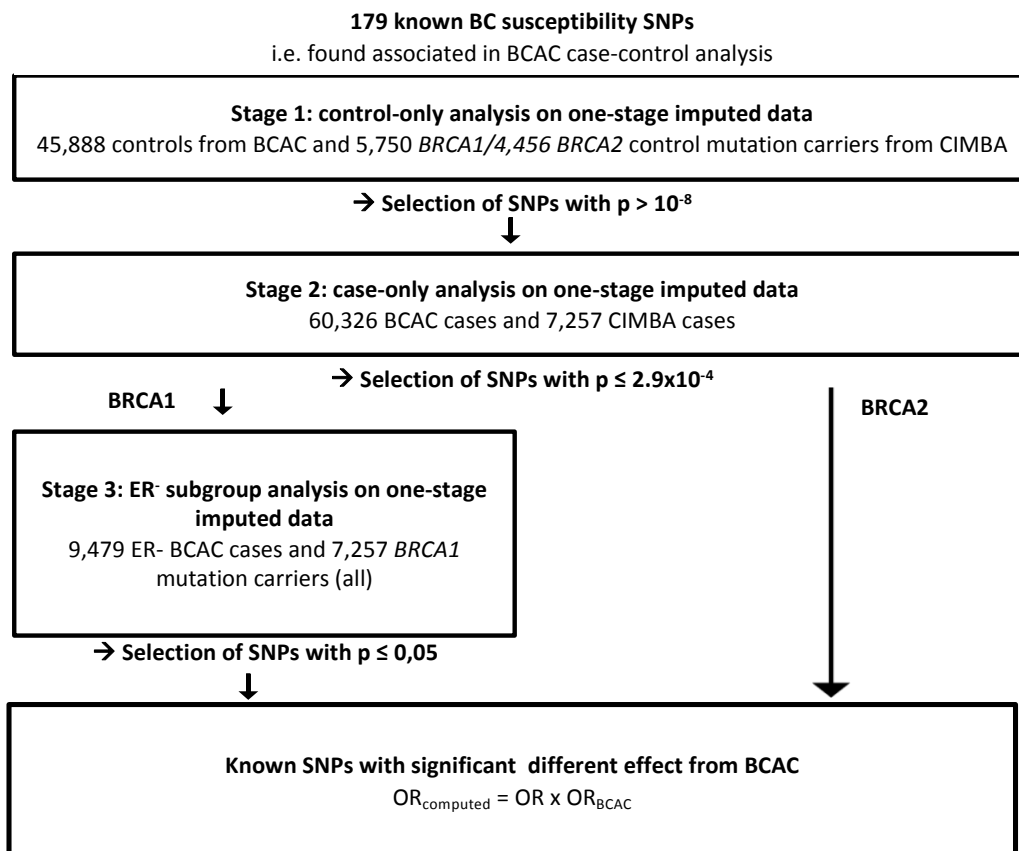 179 known BC susceptibility SNPs
i.e. found associated in BCAC case-control analysis
Stage 1: control-only analysis on one-stage imputed data
45,888 controls from BCAC and 5,750 BRCA1/4,456 BRCA2 control mutation carriers from CIMBA
→ Selection of SNPs with p > 10⁻⁸
Stage 2: case-only analysis on one-stage imputed data
60,326 BCAC cases and 7,257 CIMBA cases
→ Selection of SNPs with p ≤ 2.9x10⁻⁴
BRCA1
BRCA2
Stage 3: ER⁻ subgroup analysis on one-stage
imputed data
9,479 ER- BCAC cases and 7,257 BRCA1
mutation carriers (all)
→ Selection of SNPs with p ≤ 0,05
Known SNPs with significant different effect from BCAC
ORcomputed = OR x ORBCAC